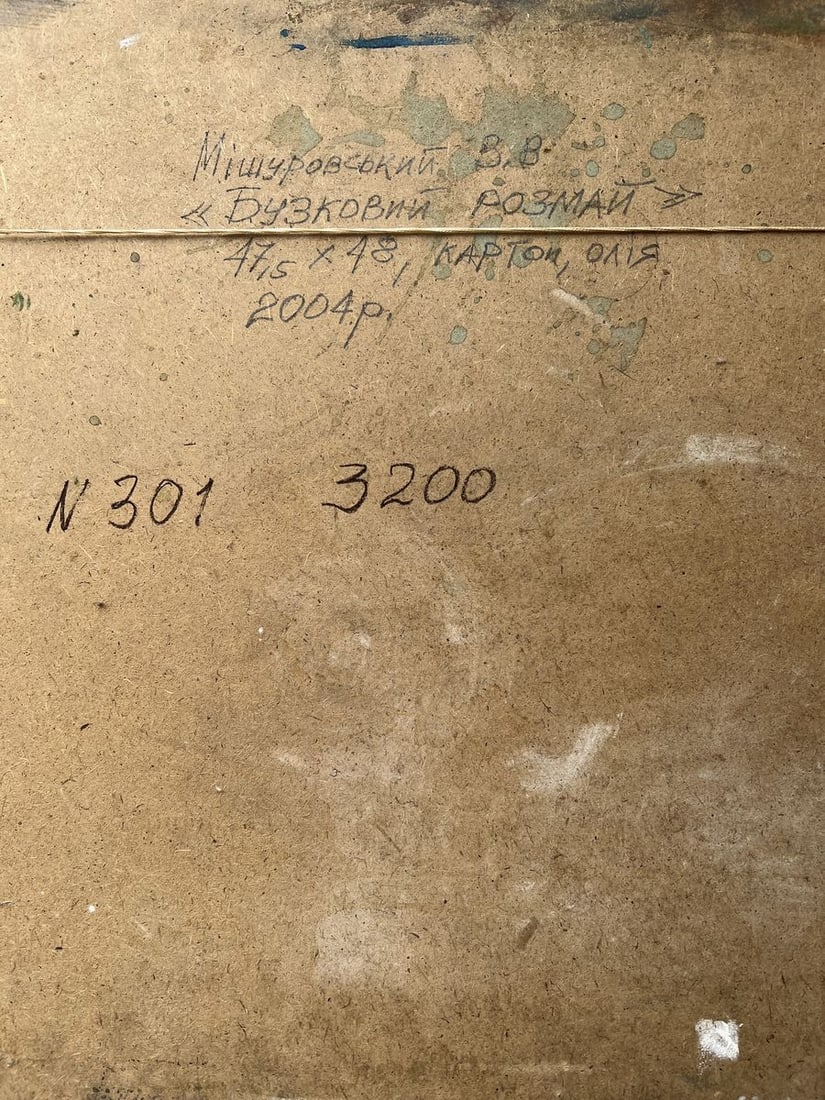 Мішуровський В.В
« Бузковий розмай »
47,5 х 48, картон, олія
2004р.
N 301 3200